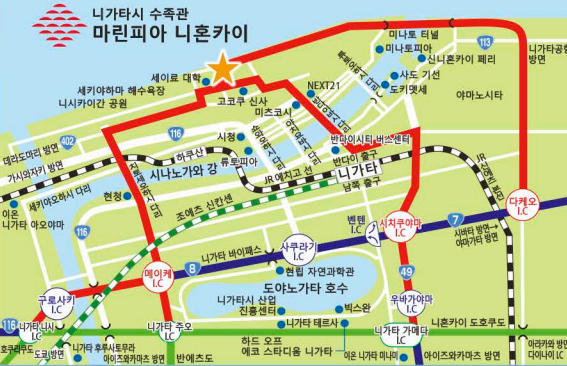 니가타시 수족관
마린피아 니혼카이
미나토 터널
미나토피아
113
니가타공항
방면
신니혼카이 페리
세이료 대학
NEXT21
사도 기선
도키멧세
세키야하마 해수욕장
고코쿠 신사
야마노시타
니시카이간 공원
미즈코시
402
116
시청
반다이시티 버스센터
데라도마리 방면
하쿠산
류토피아
반다이 출구
시나노가와 강
JR 에치고 선
니가타
가시와자키 방면
남쪽 출구
세키야오하시 다리
현청
조에츠 신칸센
다케오
I.C
이온
니가타 아오야마
벤텐
I.C
시치쿠야마
I.C
7
시바타 방면→
야마가타 방면
116
니가타 바이패스
사쿠라기
I.C
메이케
I.C
8
현립 자연과학관
49
도야노가타 호수
구로사키
I.C
우바가야마
I.C
니가타시 산업
진흥센터
빅스완
116
니가타 니시
I.C
니가타 주오
I.C
니가타 테르사
니가타 가메다
I.C
니혼카이 도호쿠도
호쿠리쿠도
하드 오프
에코 스타디움 니가타
아라카와 방면
다이나이 I.C
도쿄 방면
니가타 후루사토무라
아이즈와카마츠 방면
반에츠도
이온 니가타 미나미
아이즈와카마츠 방면